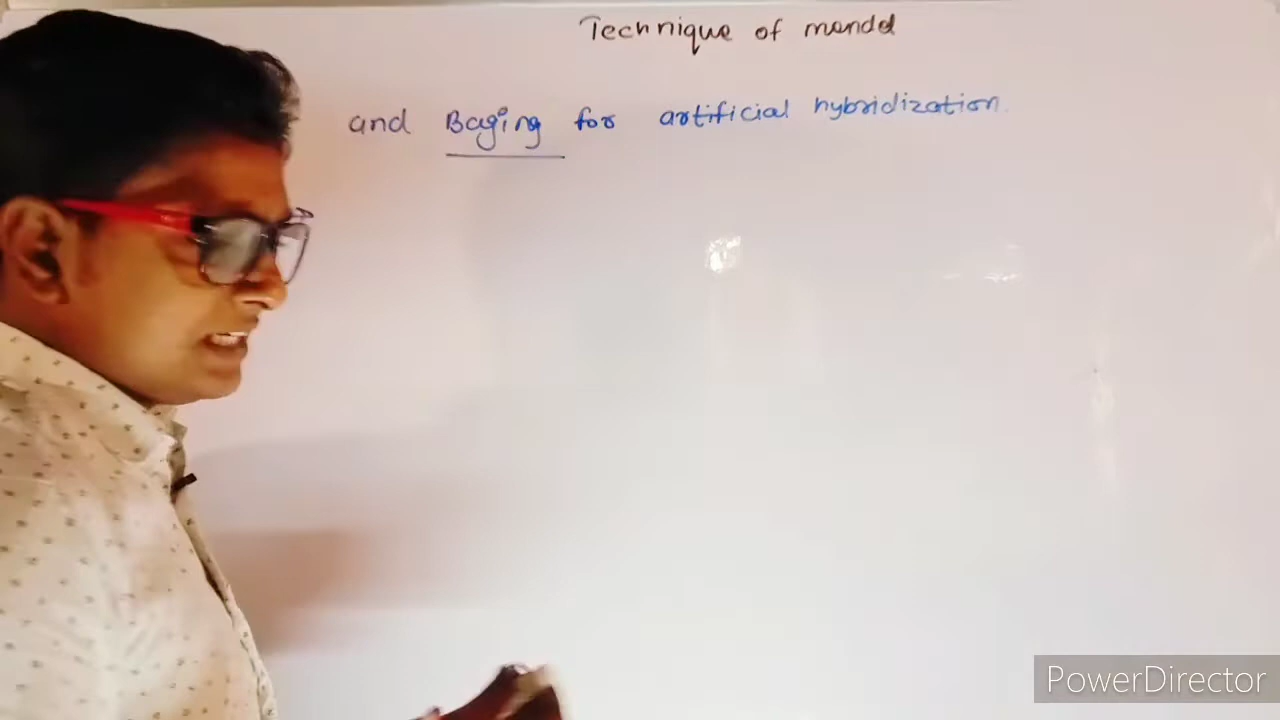 Technique of mendel
and Baging for artificial hybridization.
PowerDirector